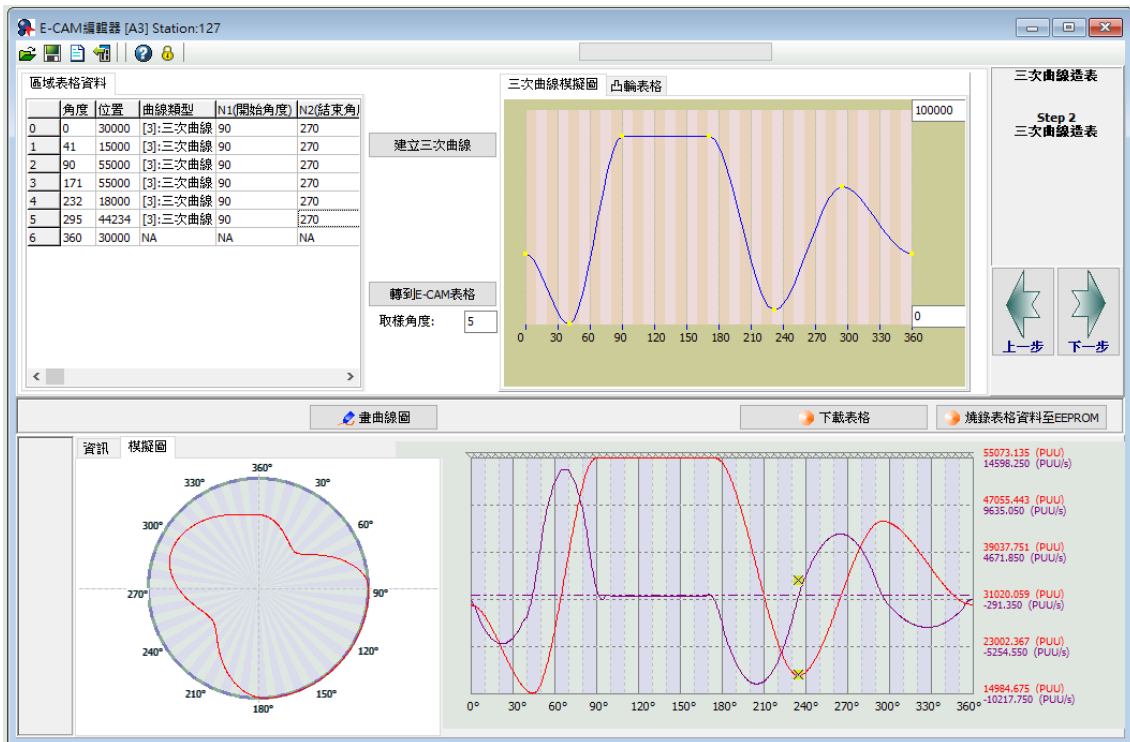 E-CAM編輯器 [A3] Station:127
區域表格資料
角度 位置 曲線類型 N1(開始角度) N2(結束角
0 0 30000 [3]:三次曲線 90 270
1 41 15000 [3]:三次曲線 90 270
2 90 55000 [3]:三次曲線 90 270
3 171 55000 [3]:三次曲線 90 270
4 232 18000 [3]:三次曲線 90 270
5 295 44234 [3]:三次曲線 90 270
6 360 30000 NA NA NA
建立三次曲線
轉到E-CAM表格
取樣角度: 5
三次曲線模擬圖 凸輪表格
100000
0
0 30 60 90 120 150 180 210 240 270 300 330 360
三次曲線造表
Step 2
三次曲線造表
上一步 下一步
畫曲線圖
下載表格
燒錄表格資料至EEPROM
資訊 模擬圖
360°
330° 30°
300° 60°
270° 90°
240° 120°
210° 150°
180°
55073.135 (PUU)
14598.250 (PUU/s)
47055.443 (PUU)
9635.050 (PUU/s)
39037.751 (PUU)
4671.850 (PUU/s)
31020.059 (PUU)
-291.350 (PUU/s)
23002.367 (PUU)
-5254.550 (PUU/s)
14984.675 (PUU)
-10217.750 (PUU/s)
0° 30° 60° 90° 120° 150° 180° 210° 240° 270° 300° 330° 360°